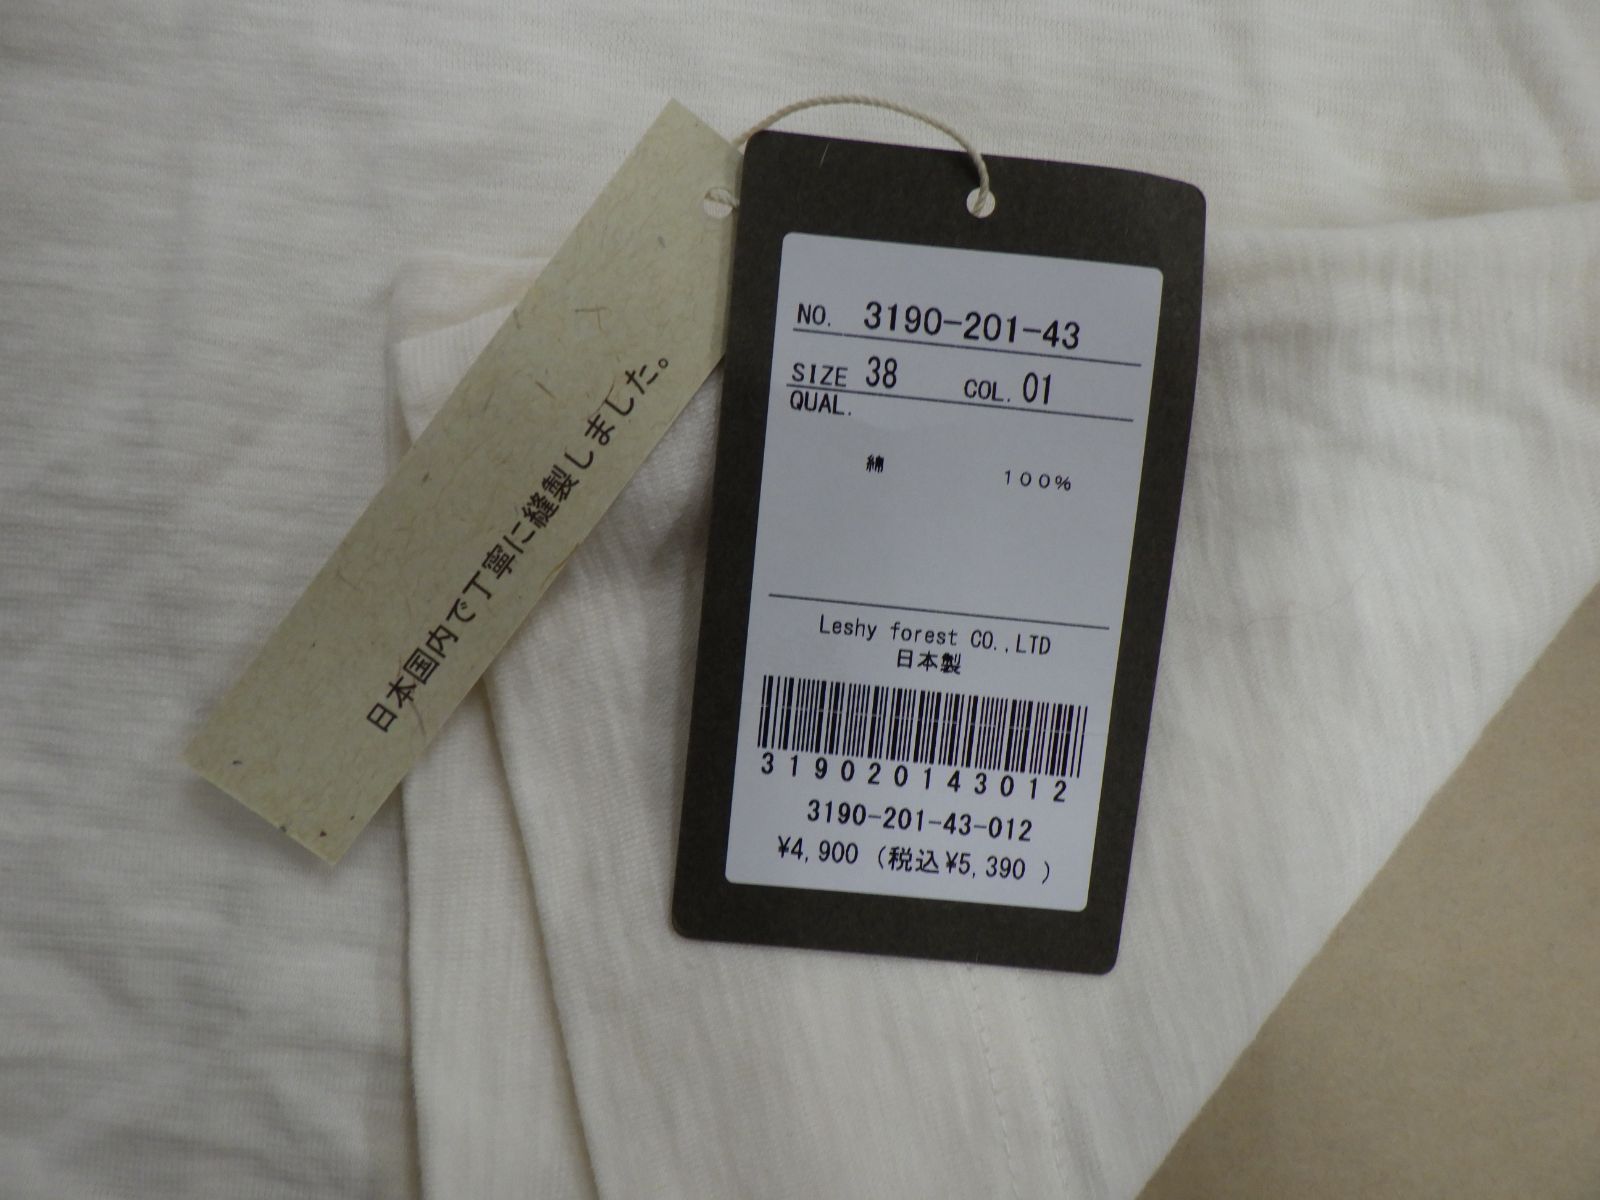 日本国内で丁寧に縫製しました。
NO. 3190-201-43
SIZE 38 COL. 01
QUAL.
綿 100%
Leshy forest CO.,LTD
日本製
319020143012
3190-201-43-012
¥4,900 (税込¥5,390 )